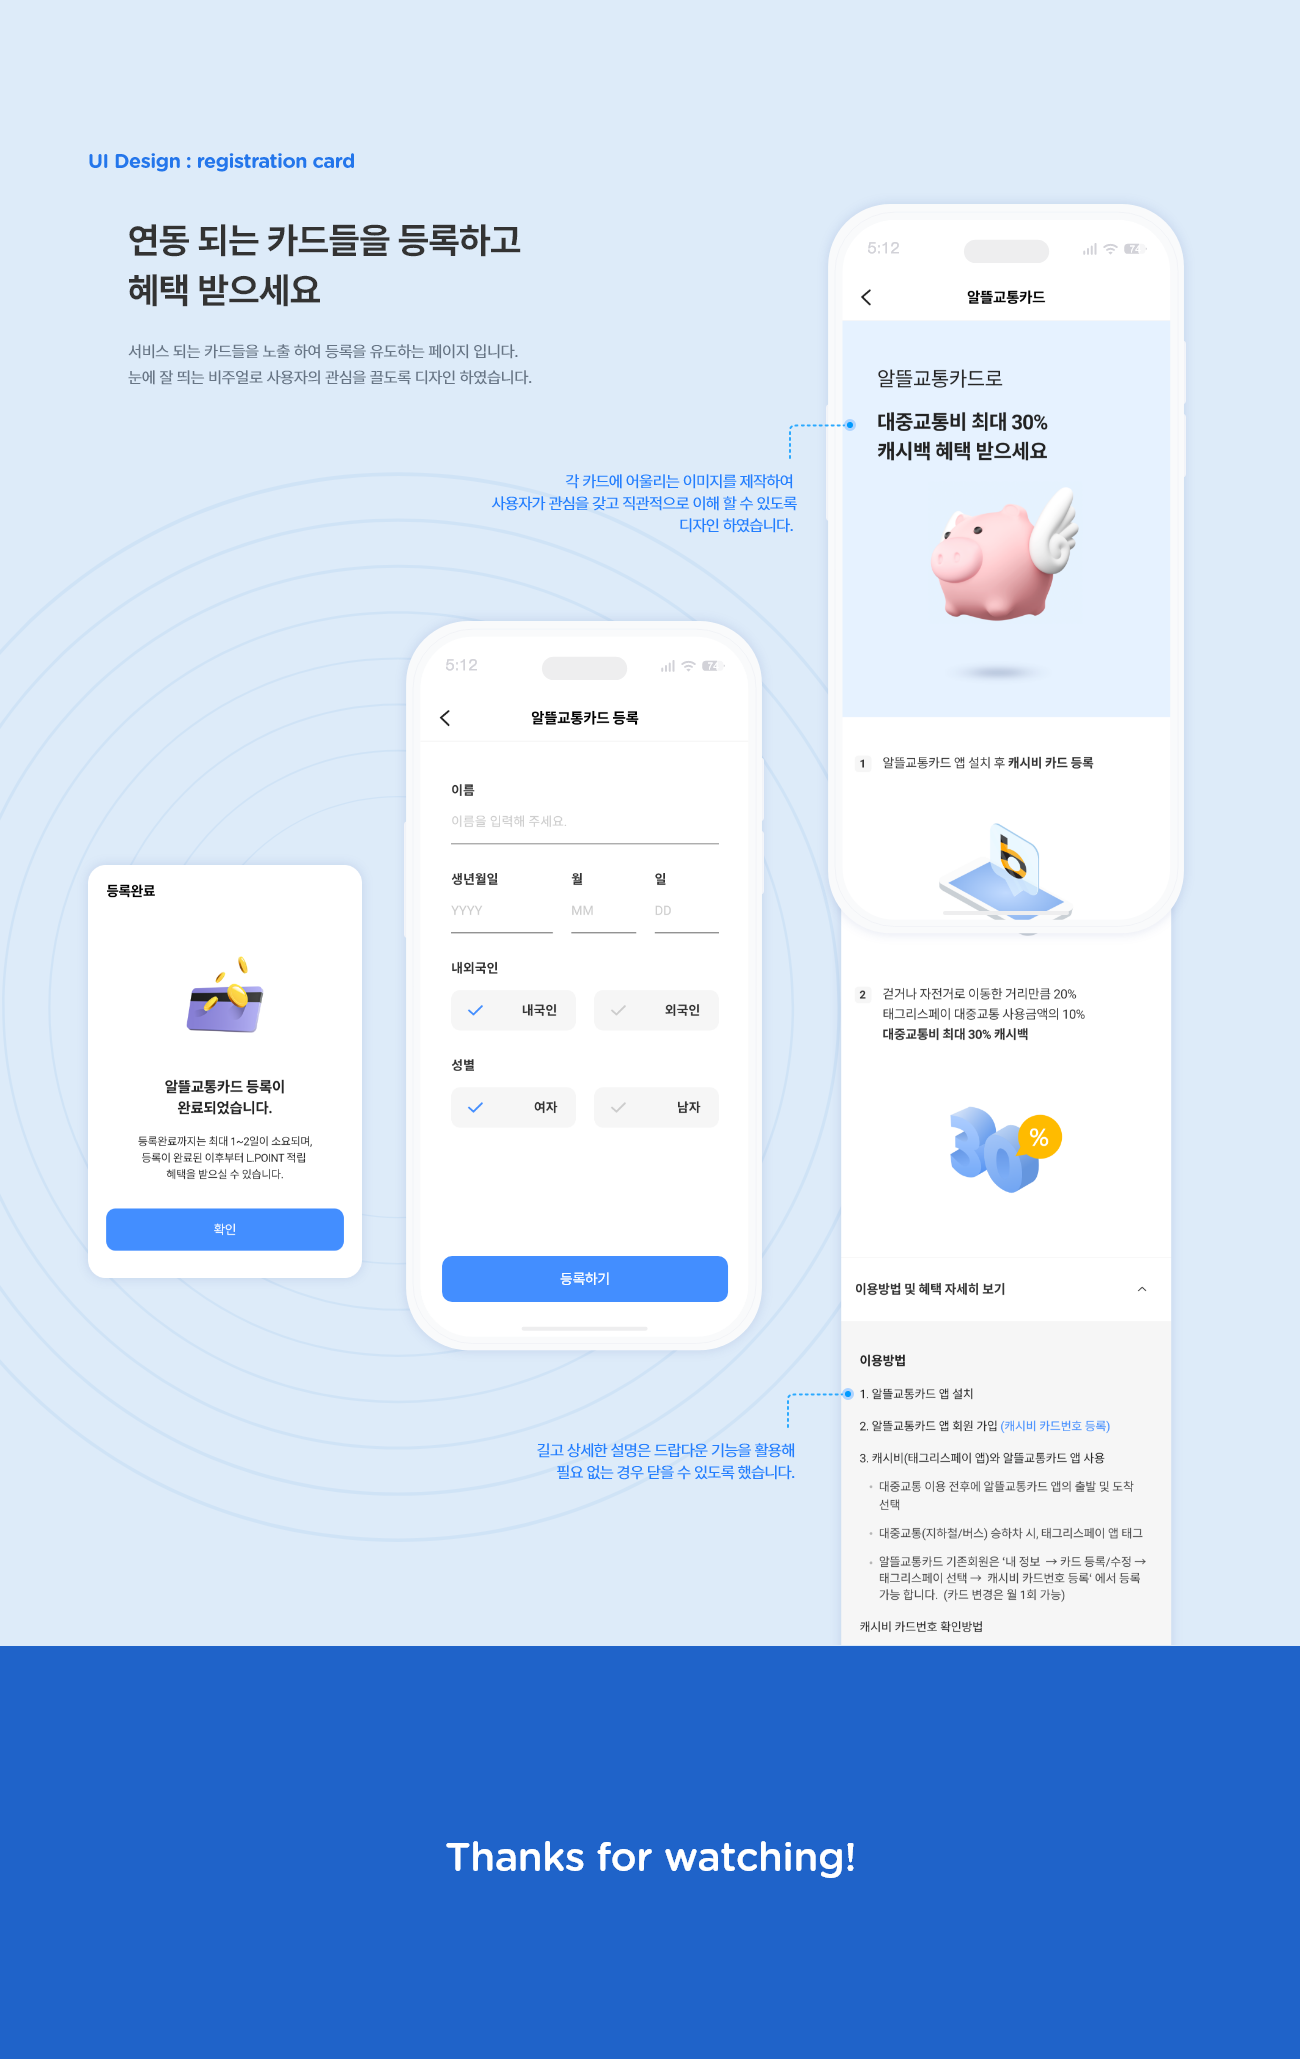 UI Design : registration card
연동 되는 카드들을 등록하고
혜택 받으세요
서비스 되는 카드들을 노출 하여 등록을 유도하는 페이지 입니다.
눈에 잘 띄는 비주얼로 사용자의 관심을 끌도록 디자인 하였습니다.
각 카드에 어울리는 이미지를 제작하여
사용자가 관심을 갖고 직관적으로 이해 할 수 있도록
디자인 하였습니다.
5:12
74
알뜰교통카드
알뜰교통카드로
대중교통비 최대 30%
캐시백 혜택 받으세요
1 알뜰교통카드 앱 설치 후 캐시비 카드 등록
b
2 걷거나 자전거로 이동한 거리만큼 20%
태그리스페이 대중교통 사용금액의 10%
대중교통비 최대 30% 캐시백
30 %
이용방법 및 혜택 자세히 보기
이용방법
1. 알뜰교통카드 앱 설치
2. 알뜰교통카드 앱 회원 가입 (캐시비 카드번호 등록)
3. 캐시비(태그리스페이 앱)와 알뜰교통카드 앱 사용
• 대중교통 이용 전후에 알뜰교통카드 앱의 출발 및 도착
선택
• 대중교통(지하철/버스) 승하차 시, 태그리스페이 앱 태그
• 알뜰교통카드 기존회원은 '내 정보 → 카드 등록/수정 →
태그리스페이 선택 → 캐시비 카드번호 등록' 에서 등록
가능 합니다. (카드 변경은 월 1회 가능)
캐시비 카드번호 확인방법
길고 상세한 설명은 드랍다운 기능을 활용해
필요 없는 경우 닫을 수 있도록 했습니다.
5:12
74
알뜰교통카드 등록
이름
이름을 입력해 주세요.
생년월일 월 일
YYYY MM DD
내외국인
내국인 외국인
성별
여자 남자
등록하기
등록완료
알뜰교통카드 등록이
완료되었습니다.
등록완료까지는 최대 1~2일이 소요되며,
등록이 완료된 이후부터 L.POINT 적립
혜택을 받으실 수 있습니다.
확인
Thanks for watching!